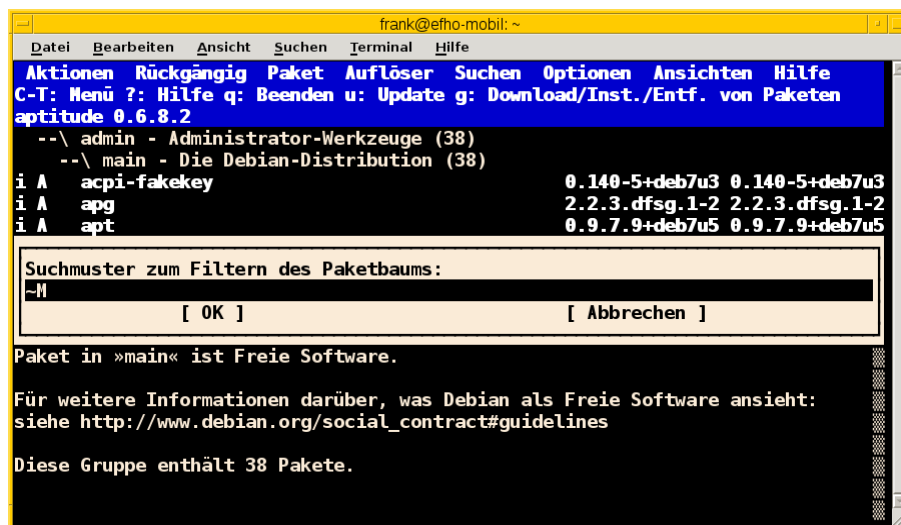 frank@efho-mobil: ~
Datei Bearbeiten Ansicht Suchen Terminal Hilfe
Aktionen Rückgängig Paket Auflöser Suchen Optionen Ansichten Hilfe
C-T: Menü ?: Hilfe q: Beenden u: Update g: Download/Inst./Entf. von Paketen
aptitude 0.6.8.2
--\ admin - Administrator-Werkzeuge (38)
--\ main - Die Debian-Distribution (38)
i A acpi-fakekey 0.140-5+deb7u3 0.140-5+deb7u3
i A apg 2.2.3.dfsg.1-2 2.2.3.dfsg.1-2
i A apt 0.9.7.9+deb7u5 0.9.7.9+deb7u5
Suchmuster zum Filtern des Paketbaums:
~M
[ OK ] [ Abbrechen ]
Paket in »main« ist Freie Software.
Für weitere Informationen darüber, was Debian als Freie Software ansieht:
siehe http://www.debian.org/social_contract#guidelines
Diese Gruppe enthält 38 Pakete.